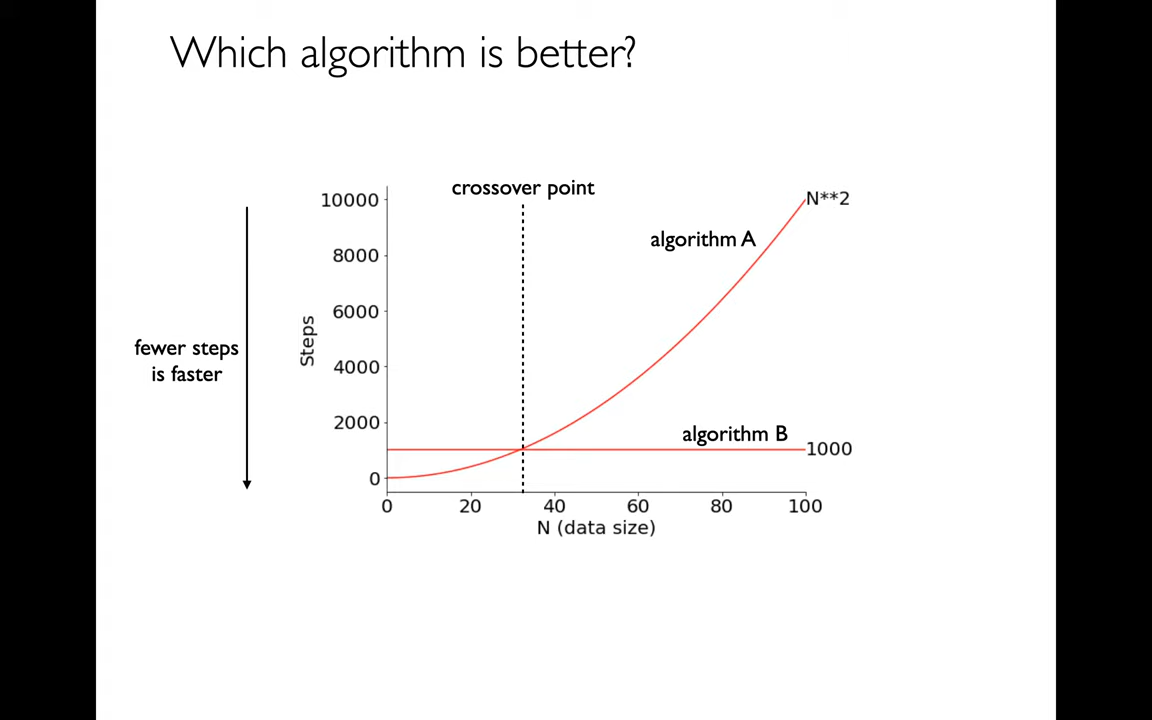 Which algorithm is better?
crossover point
10000
N**2
algorithm A
8000
6000
Steps
fewer steps
is faster
4000
2000
algorithm B
1000
0
0 20 40 60 80 100
N (data size)